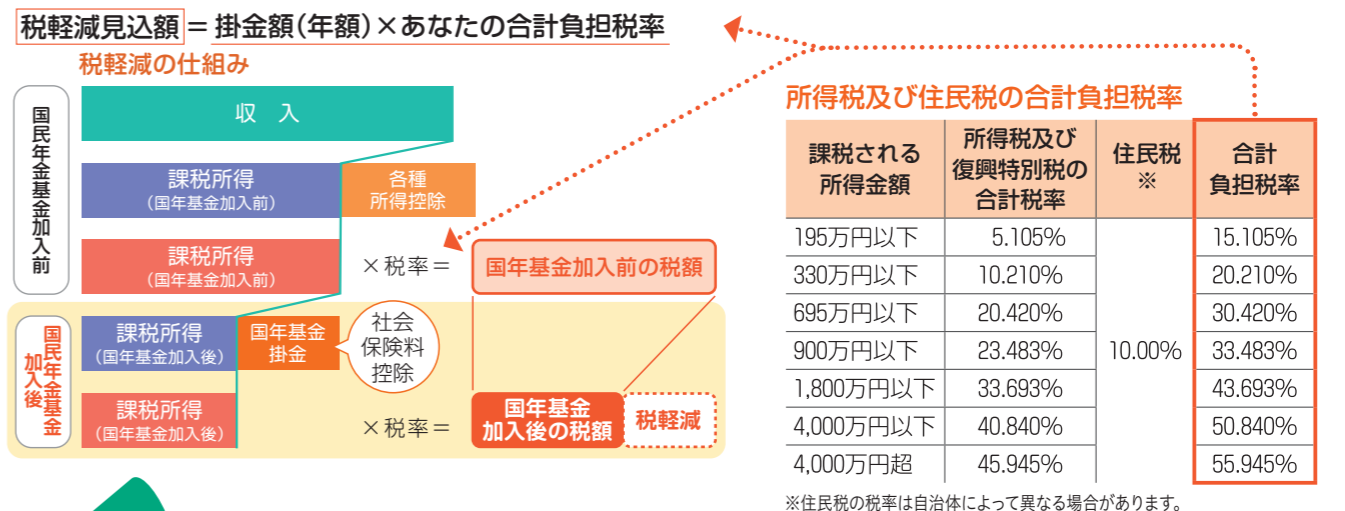 税軽減見込額＝掛金額（年額）×あなたの合計負担税率
税軽減の仕組み
国民年金基金加入前
収　入
課税所得
（国年基金加入前）
各種
所得控除
課税所得
（国年基金加入前）
×税率＝
国年基金加入前の税額
国民年金基金
加入後
課税所得
（国年基金加入後）
国年基金
掛金
社会
保険料
控除
課税所得
（国年基金加入後）
×税率＝
国年基金
加入後の税額
税軽減
所得税及び住民税の合計負担税率
課税される
所得金額
所得税及び
復興特別税の
合計税率
住民税
※
合計
負担税率
195万円以下 5.105% 15.105%
330万円以下 10.210% 20.210%
695万円以下 20.420% 30.420%
900万円以下 23.483% 10.00% 33.483%
1,800万円以下 33.693% 43.693%
4,000万円以下 40.840% 50.840%
4,000万円超 45.945% 55.945%
※住民税の税率は自治体によって異なる場合があります。